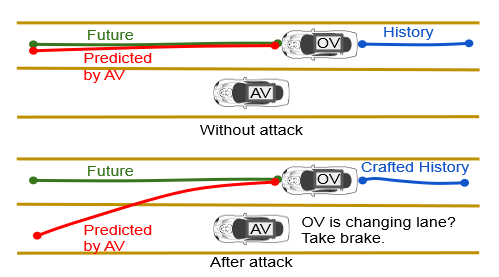 Future
OV
History
Predicted
by AV
AV
Without attack
Future
OV
Crafted History
Predicted
by AV
AV
OV is changing lane?
Take brake.
After attack